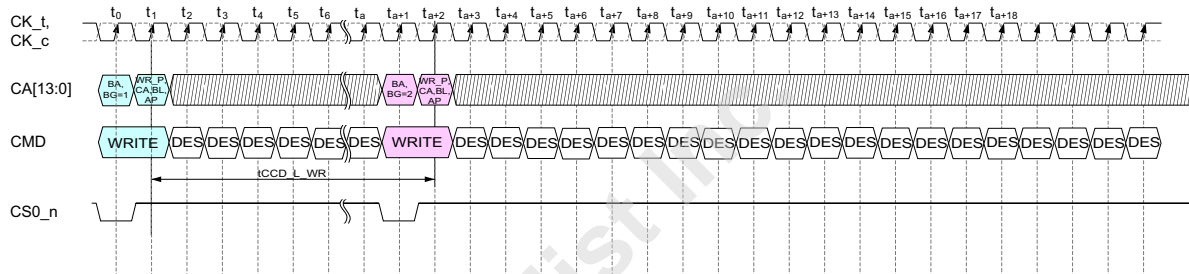 t0 t1 t2 t3 t4 t5 t6 ta ta+1 ta+2 ta+3 ta+4 ta+5 ta+6 ta+7 ta+8 ta+9 ta+10 ta+11 ta+12 ta+13 ta+14 ta+15 ta+16 ta+17 ta+18
CK_t,
CK_c
CA[13:0]
BA,
BG=1
WR_P,
CA,BL,
AP
BA,
BG=2
WR_P,
CA,BL,
AP
CMD WRITE DES DES DES DES DES DES WRITE DES DES DES DES DES DES DES DES DES DES DES DES DES DES DES DES DES DES DES DES
tCCD_L_WR
CS0_n
ist Inc.